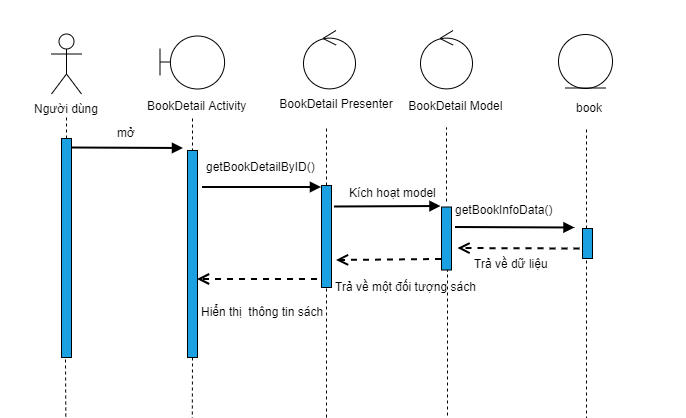 Người dùng
BookDetail Activity
BookDetail Presenter
BookDetail Model
book
mở
getBookDetailByID()
Kích hoạt model
getBookInfoData()
Trả về dữ liệu
Trả về một đối tượng sách
Hiển thị thông tin sách